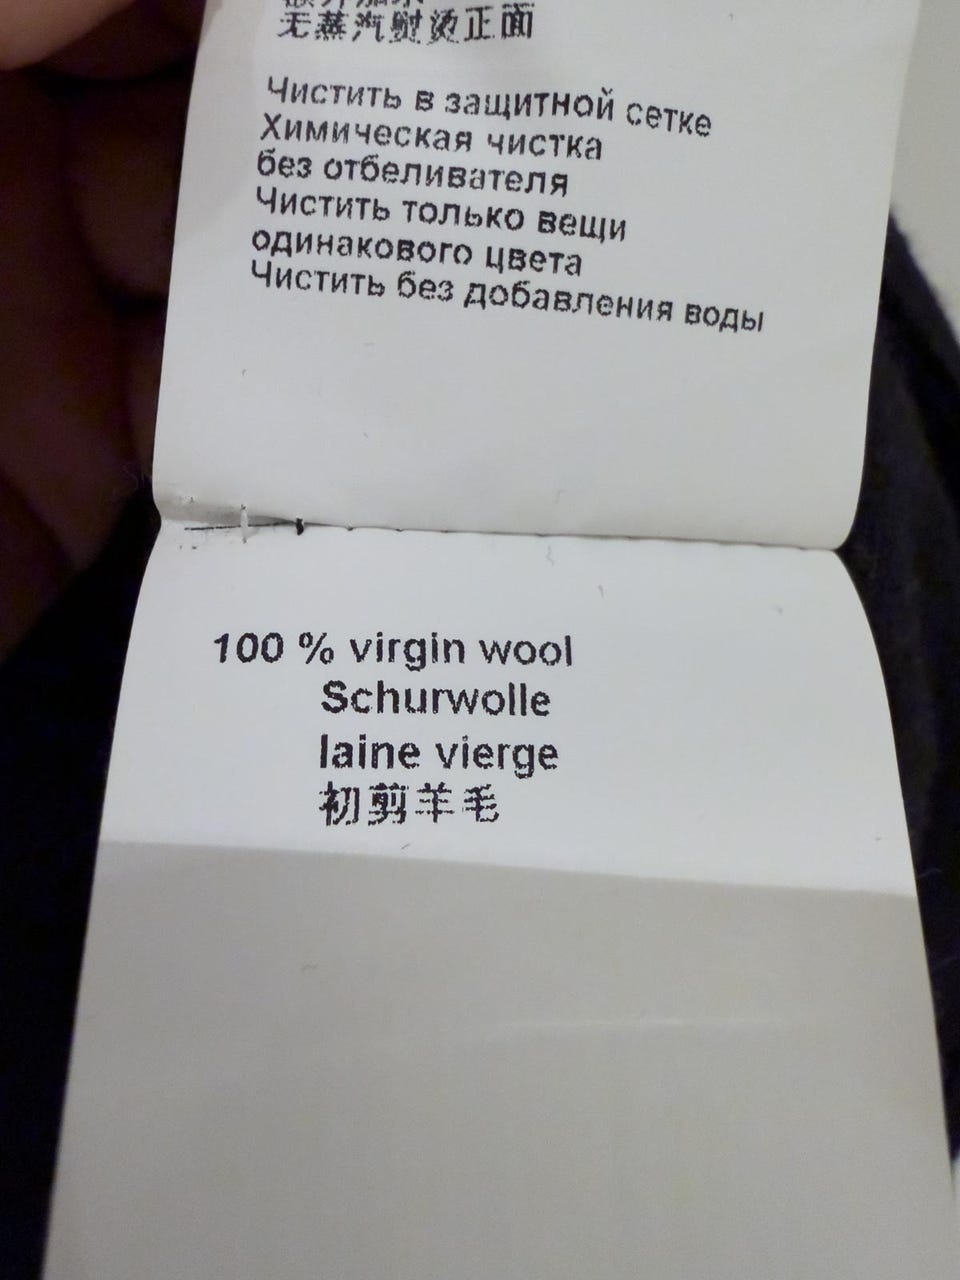 无蒸汽熨烫正面
Чистить в защитной сетке
Химическая чистка
без отбеливателя
Чистить только вещи
одинакового цвета
Чистить без добавления воды
100 % virgin wool
Schurwolle
laine vierge
初剪羊毛